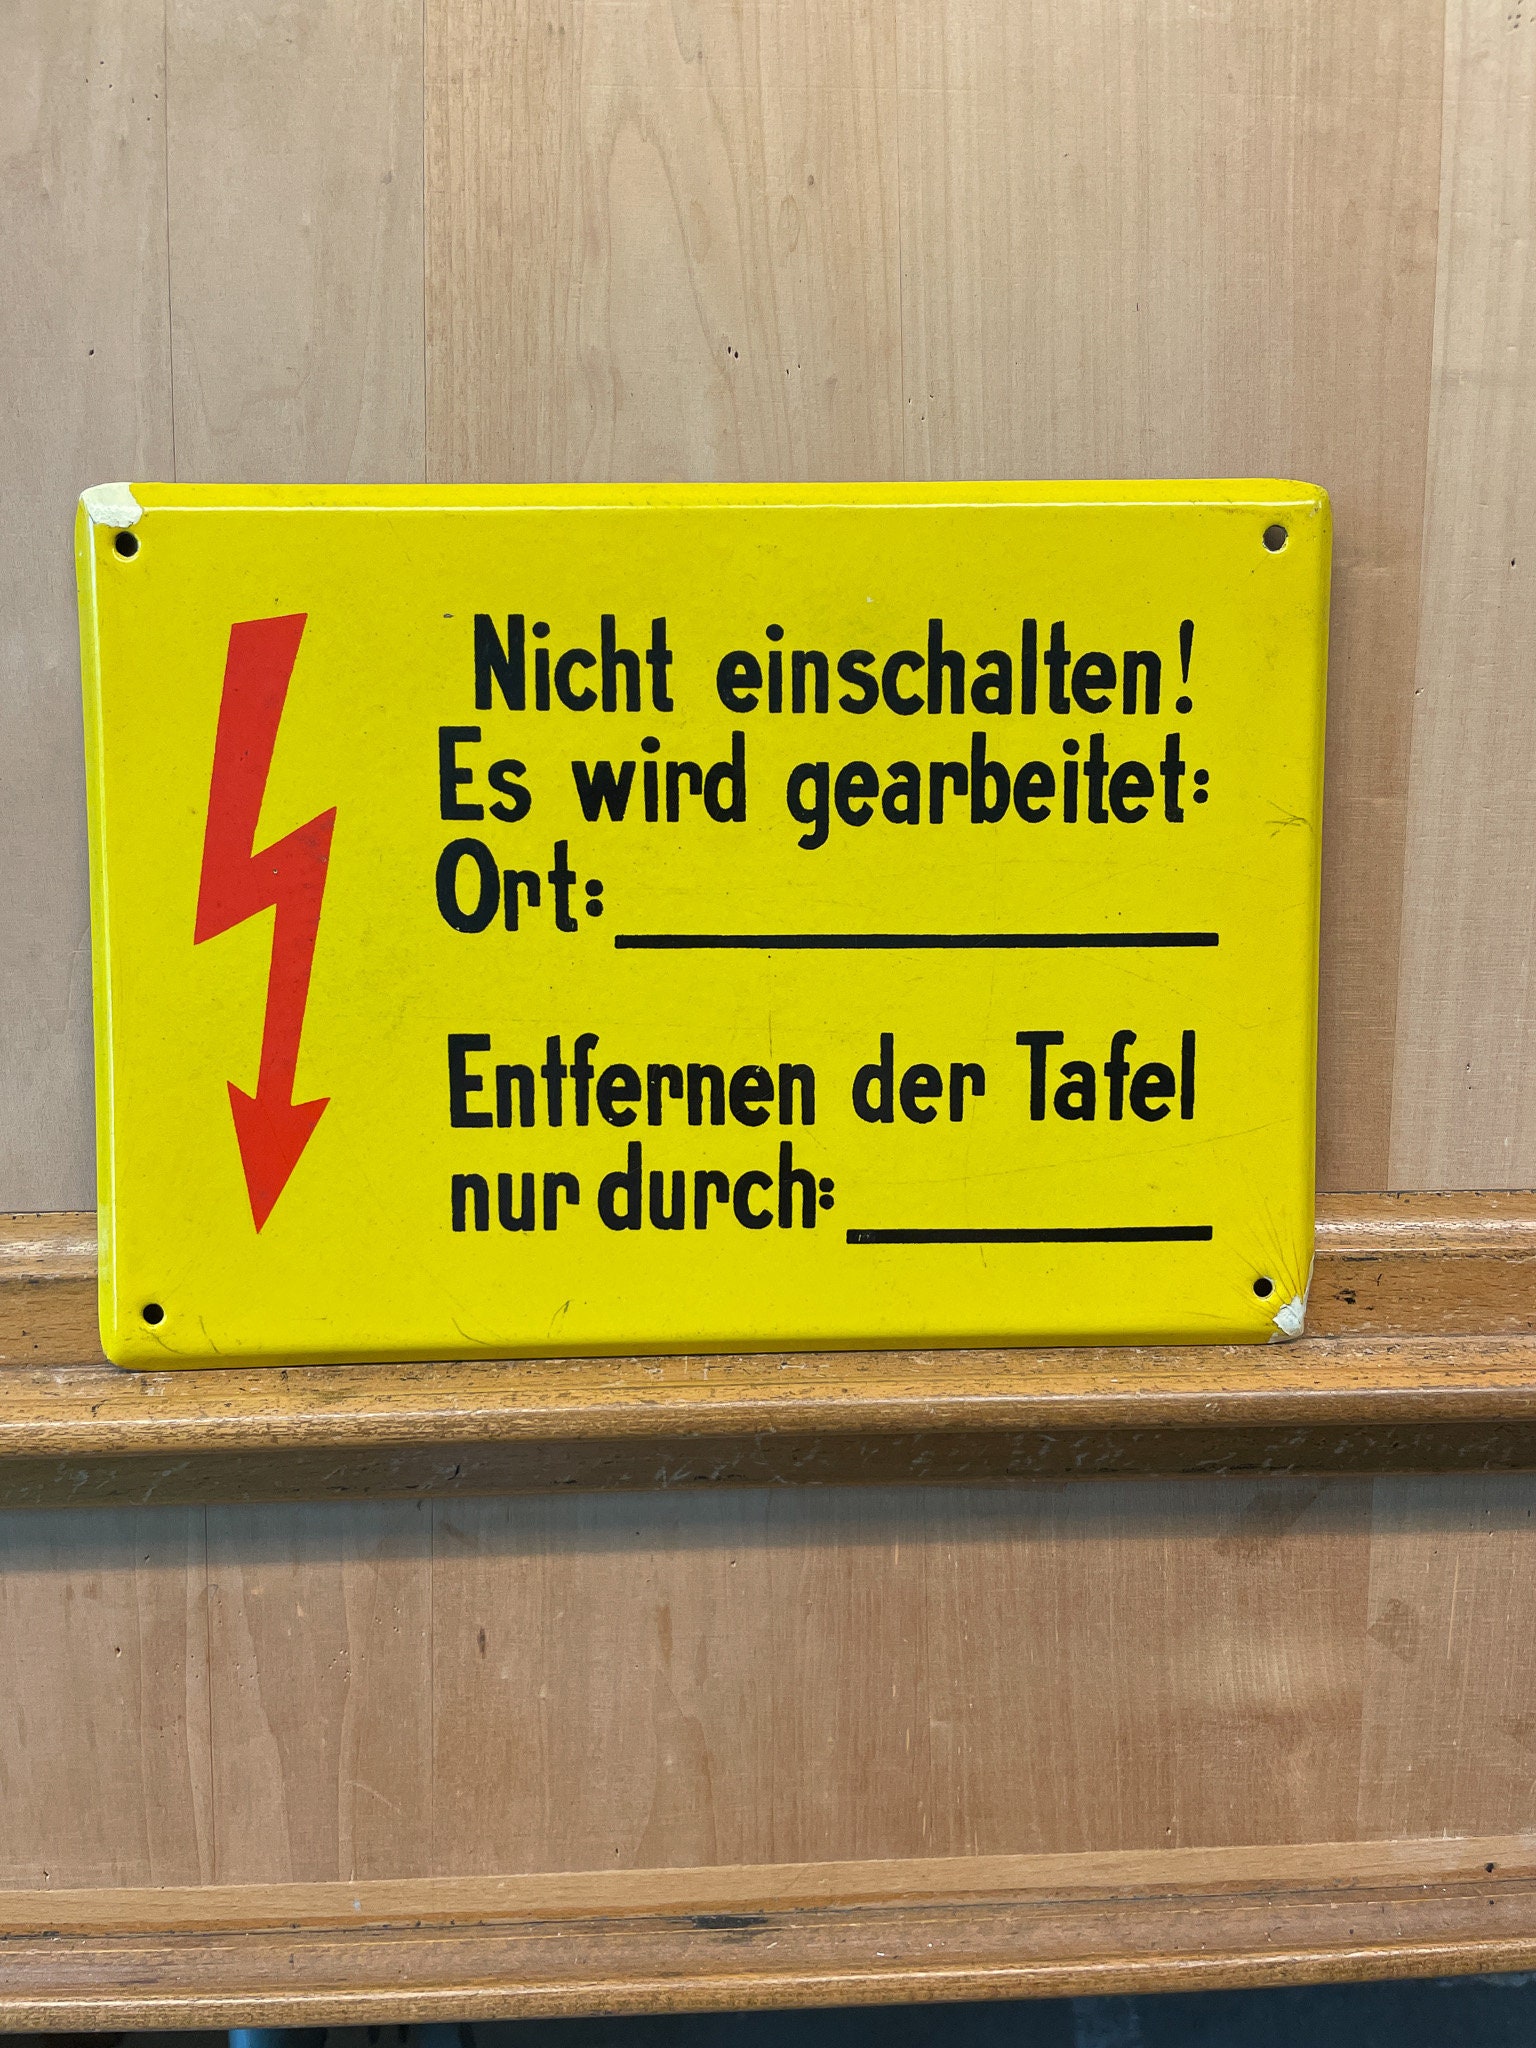 Nicht einschalten!
Es wird gearbeitet:
Ort:
Entfernen der Tafel
nur durch: